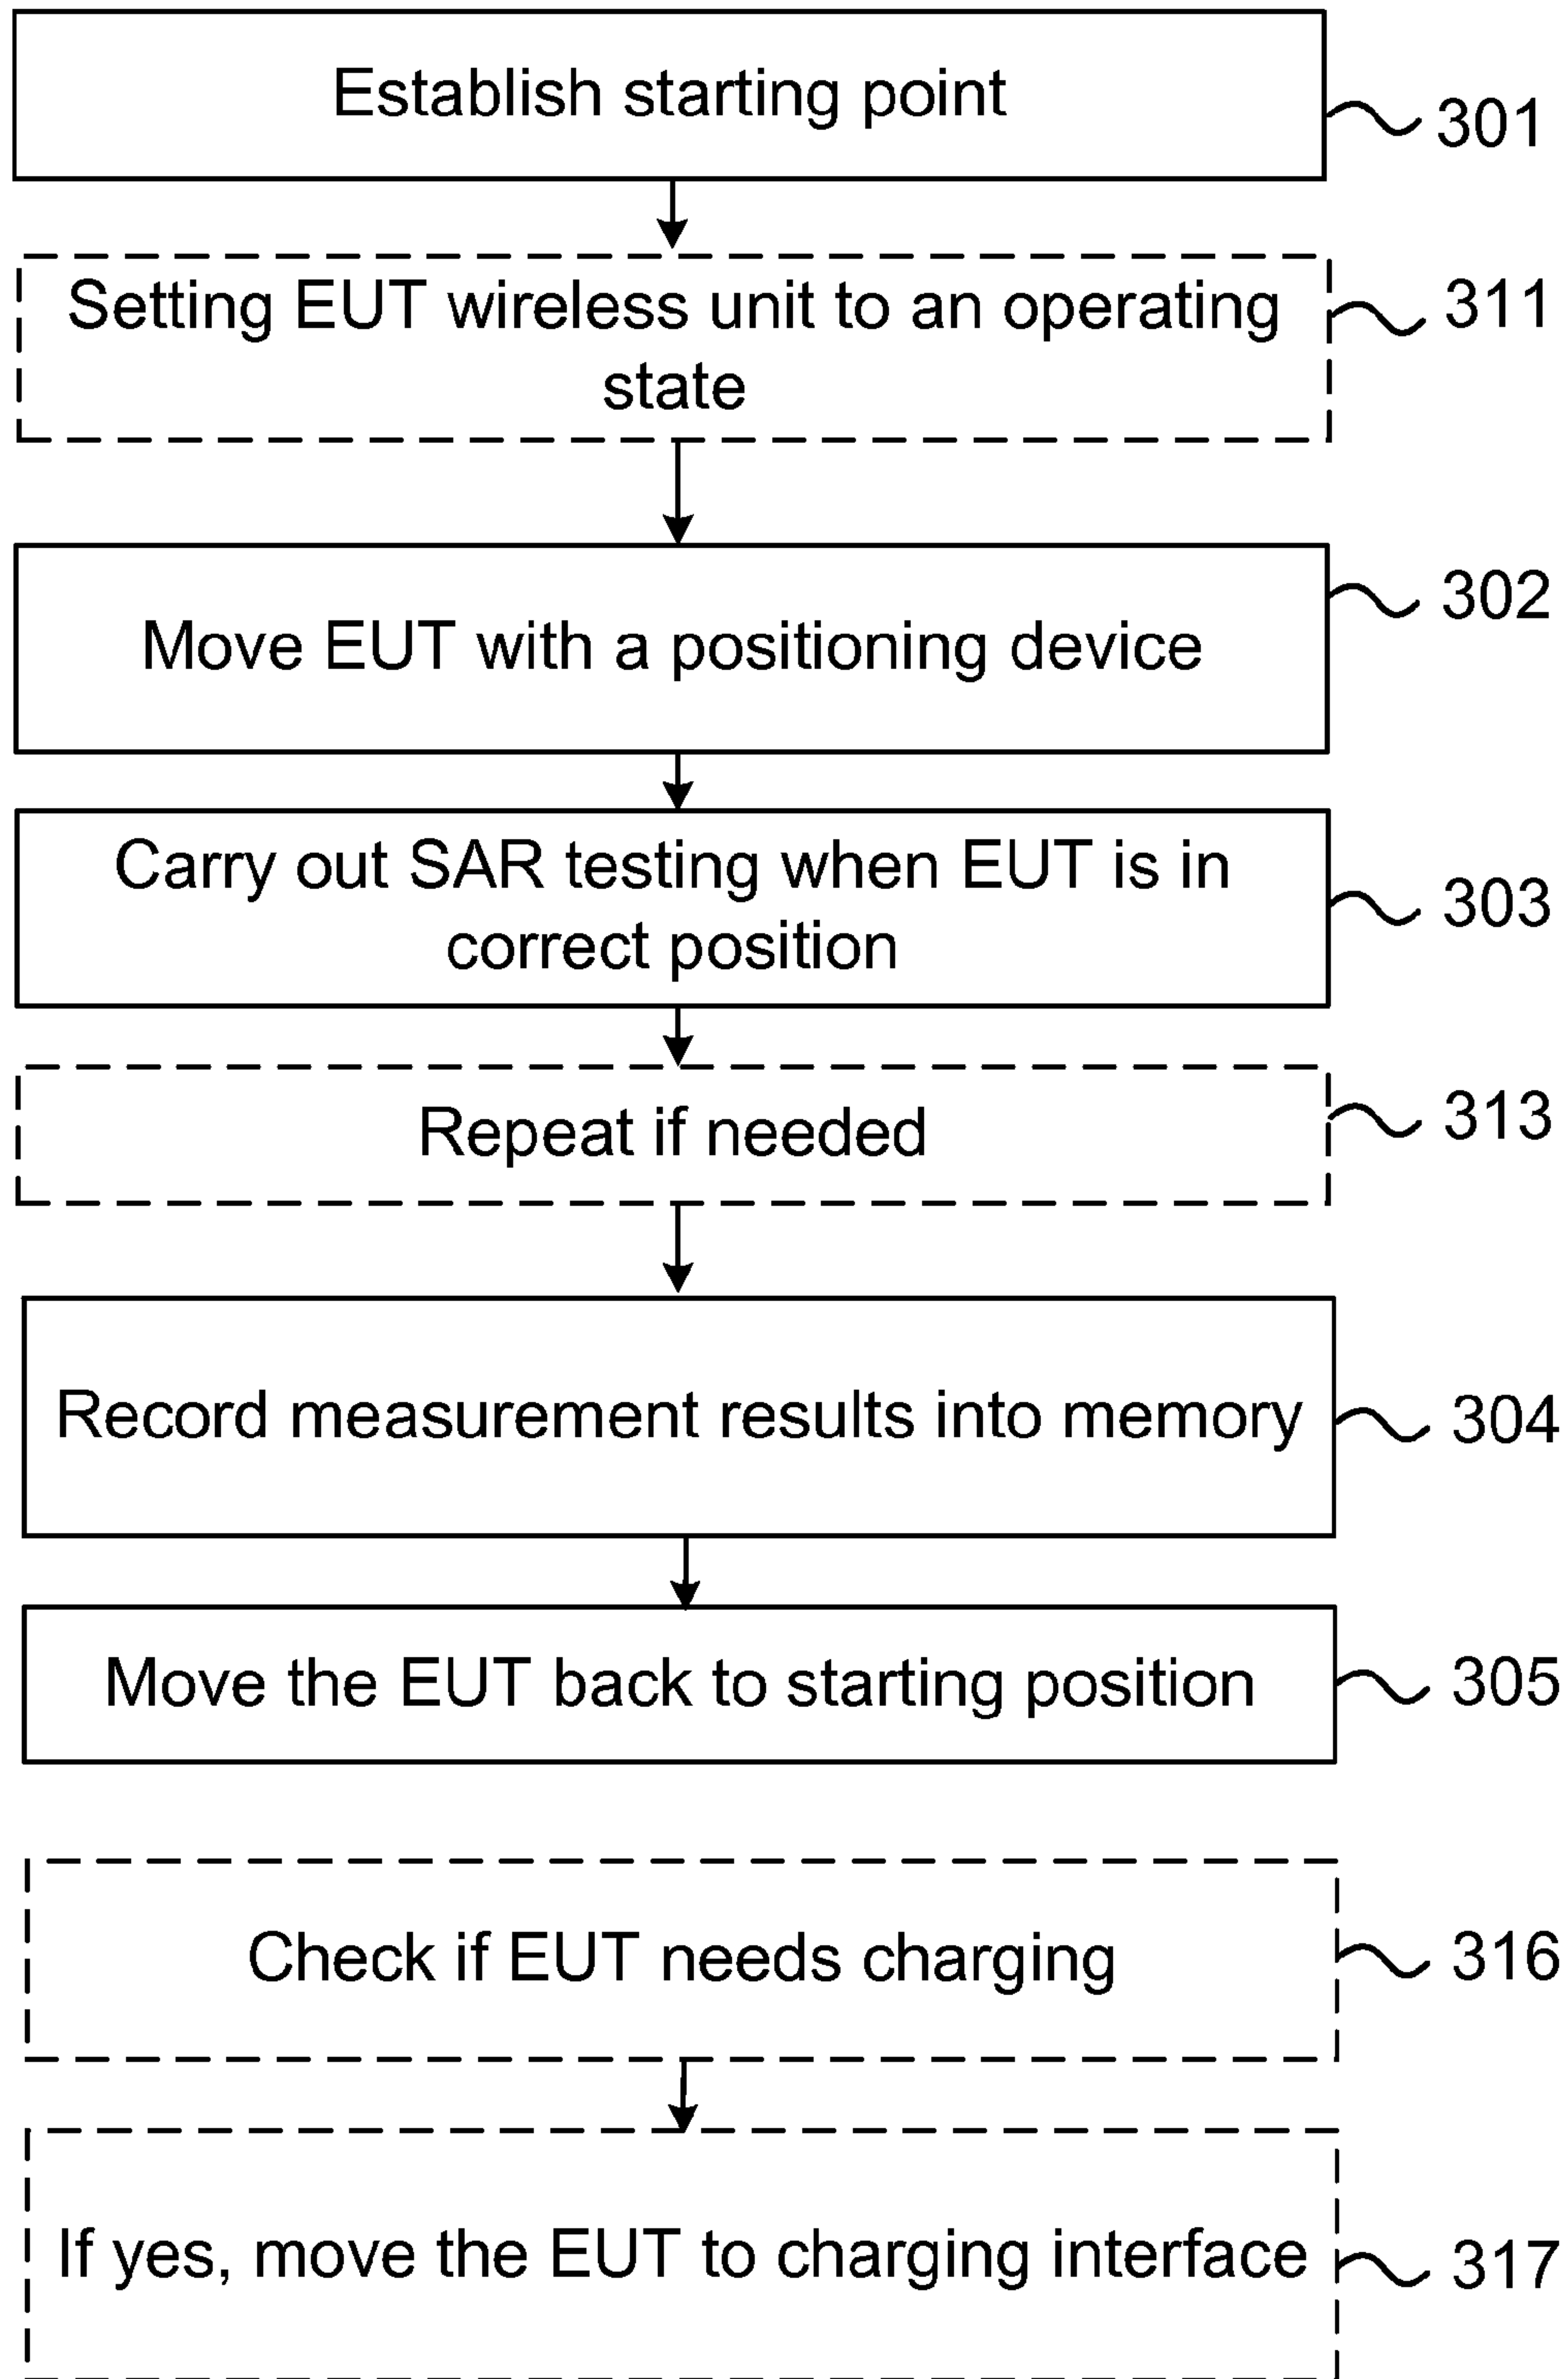 Establish starting point
301
Setting EUT wireless unit to an operating
state
311
Move EUT with a positioning device
302
Carry out SAR testing when EUT is in
correct position
303
Repeat if needed
313
Record measurement results into memory
304
Move the EUT back to starting position
305
Check if EUT needs charging
316
If yes, move the EUT to charging interface
317